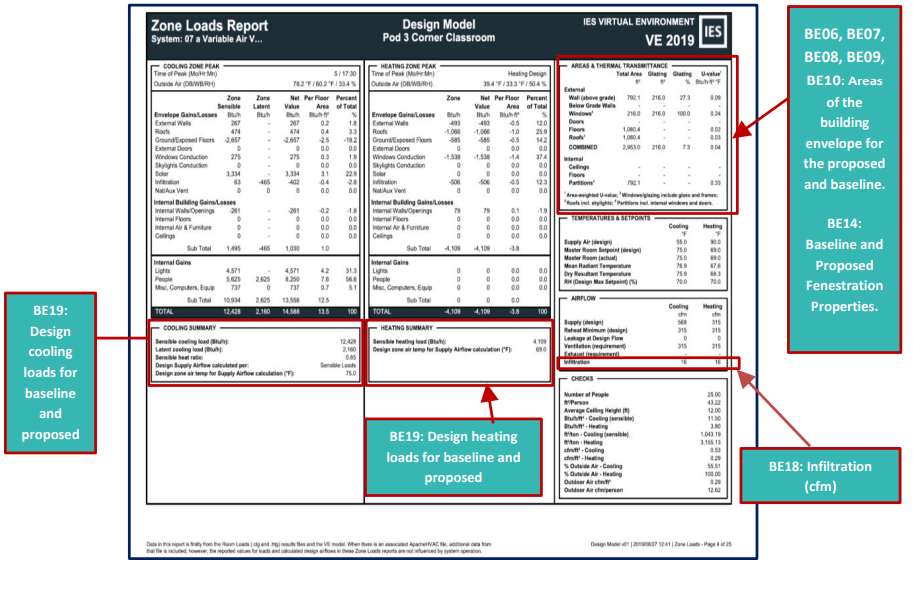 Zone Loads Report
System: 07 a Variable Air V...
Design Model
Pod 3 Corner Classroom
IES VIRTUAL ENVIRONMENT
VE 2019
IES
COOLING ZONE PEAK
Time of Peak (Mo/Hr:Mn) 5 / 17:30
Outside Air (DB/WB/RH) 78.2 °F / 60.2 °F / 33.4 %
Zone Zone Net Per Floor Percent
Sensible Latent Value Area of Total
Envelope Gains/Losses Btu/h Btu/h Btu/h Btu/h·ft² %
External Walls 267 - 267 0.2 1.8
Roofs 474 - 474 0.4 3.3
Ground/Exposed Floors -2,657 - -2,657 -2.5 -18.2
External Doors 0 - 0 0.0 0.0
Windows Conduction 275 - 275 0.3 1.9
Skylights Conduction 0 - 0 0.0 0.0
Solar 3,334 - 3,334 3.1 22.9
Infiltration 63 -465 -402 -0.4 -2.8
Nat/Aux Vent 0 0 0 0.0 0.0
Internal Building Gains/Losses
Internal Walls/Openings -261 - -261 -0.2 -1.8
Internal Floors 0 - 0 0.0 0.0
Internal Air & Furniture 0 - 0 0.0 0.0
Ceilings 0 - 0 0.0 0.0
Sub Total 1,495 -465 1,030 1.0
Internal Gains
Lights 4,571 - 4,571 4.2 31.3
People 5,625 2,625 8,250 7.6 56.6
Misc, Computers, Equip 737 0 737 0.7 5.1
Sub Total 10,934 2,625 13,558 12.5
TOTAL 12,428 2,160 14,588 13.5 100
COOLING SUMMARY
Sensible cooling load (Btu/h): 12,428
Latent cooling load (Btu/h): 2,160
Sensible heat ratio: 0.85
Design Supply Airflow calculated per: Sensible Loads
Design zone air temp for Supply Airflow calculation (°F): 75.0
HEATING ZONE PEAK
Time of Peak (Mo/Hr:Mn) Heating Design
Outside Air (DB/WB/RH) 39.4 °F / 33.3 °F / 50.4 %
Zone Net Per Floor Percent
Value Area of Total
Envelope Gains/Losses Btu/h Btu/h Btu/h·ft² %
External Walls -493 -493 -0.5 12.0
Roofs -1,066 -1,066 -1.0 25.9
Ground/Exposed Floors -585 -585 -0.5 14.2
External Doors 0 0 0.0 0.0
Windows Conduction -1,538 -1,538 -1.4 37.4
Skylights Conduction 0 0 0.0 0.0
Solar 0 0 0.0 0.0
Infiltration -506 -506 -0.5 12.3
Nat/Aux Vent 0 0 0.0 0.0
Internal Building Gains/Losses
Internal Walls/Openings 79 79 0.1 -1.9
Internal Floors 0 0 0.0 0.0
Internal Air & Furniture 0 0 0.0 0.0
Ceilings 0 0 0.0 0.0
Sub Total -4,109 -4,109 -3.8
Internal Gains
Lights 0 0 0.0 0.0
People 0 0 0.0 0.0
Misc, Computers, Equip 0 0 0.0 0.0
Sub Total 0 0 0.0
TOTAL -4,109 -4,109 -3.8 100
HEATING SUMMARY
Sensible heating load (Btu/h): 4,109
Design zone air temp for Supply Airflow calculation (°F): 69.0
AREAS & THERMAL TRANSMITTANCE
Total Area Glazing Glazing U-value¹
ft² ft² % Btu/h·ft²·°F
External
Wall (above grade) 792.1 216.0 27.3 0.09
Below Grade Walls - - - -
Windows² 216.0 216.0 100.0 0.24
Doors - - - -
Floors 1,080.4 - - 0.02
Roofs³ 1,080.4 - - 0.03
COMBINED 2,953.0 216.0 7.3 0.04
Internal
Ceilings - - - -
Floors - - - -
Partitions⁴ 792.1 - - 0.33
¹ Area-weighted U-value; ² Windows/glazing include glass and frames;
³ Roofs incl. skylights; ⁴ Partitions incl. internal windows and doors.
TEMPERATURES & SETPOINTS
Cooling Heating
°F °F
Supply Air (design) 55.0 90.0
Master Room Setpoint (design) 75.0 69.0
Master Room (actual) 75.0 69.0
Mean Radiant Temperature 76.9 67.6
Dry Resultant Temperature 75.9 68.3
RH (Design Max Setpoint) (%) 70.0 70.0
AIRFLOW
Cooling Heating
cfm cfm
Supply (design) 568 315
Reheat Minimum (design) 315 315
Leakage at Design Flow 0 0
Ventilation (requirement) 315 315
Exhaust (requirement) - -
Infiltration 16 16
CHECKS
Number of People 25.00
ft²/Person 43.22
Average Ceiling Height (ft) 12.00
Btu/h/ft² - Cooling (sensible) 11.50
Btu/h/ft² - Heating 3.80
ft²/ton - Cooling (sensible) 1,043.19
ft²/ton - Heating 3,155.13
cfm/ft² - Cooling 0.53
cfm/ft² - Heating 0.29
% Outside Air - Cooling 55.51
% Outside Air - Heating 100.00
Outdoor Air cfm/ft² 0.29
Outdoor Air cfm/person 12.62
Data in this report is firstly from the Room Loads (.clg and .htg) results files and the VE model. When there is an associated ApacheHVAC file, additional data from
that file is included; however, the reported values for loads and calculated design airflows in these Zone Loads reports are not influenced by system operation.
Design Model v01 | 2019/08/27 12:41 | Zone Loads - Page 4 of 25
BE19:
Design
cooling
loads for
baseline
and
proposed
BE19: Design heating
loads for baseline and
proposed
BE06, BE07,
BE08, BE09,
BE10: Areas
of the
building
envelope for
the proposed
and baseline.
BE14:
Baseline and
Proposed
Fenestration
Properties.
BE18: Infiltration
(cfm)